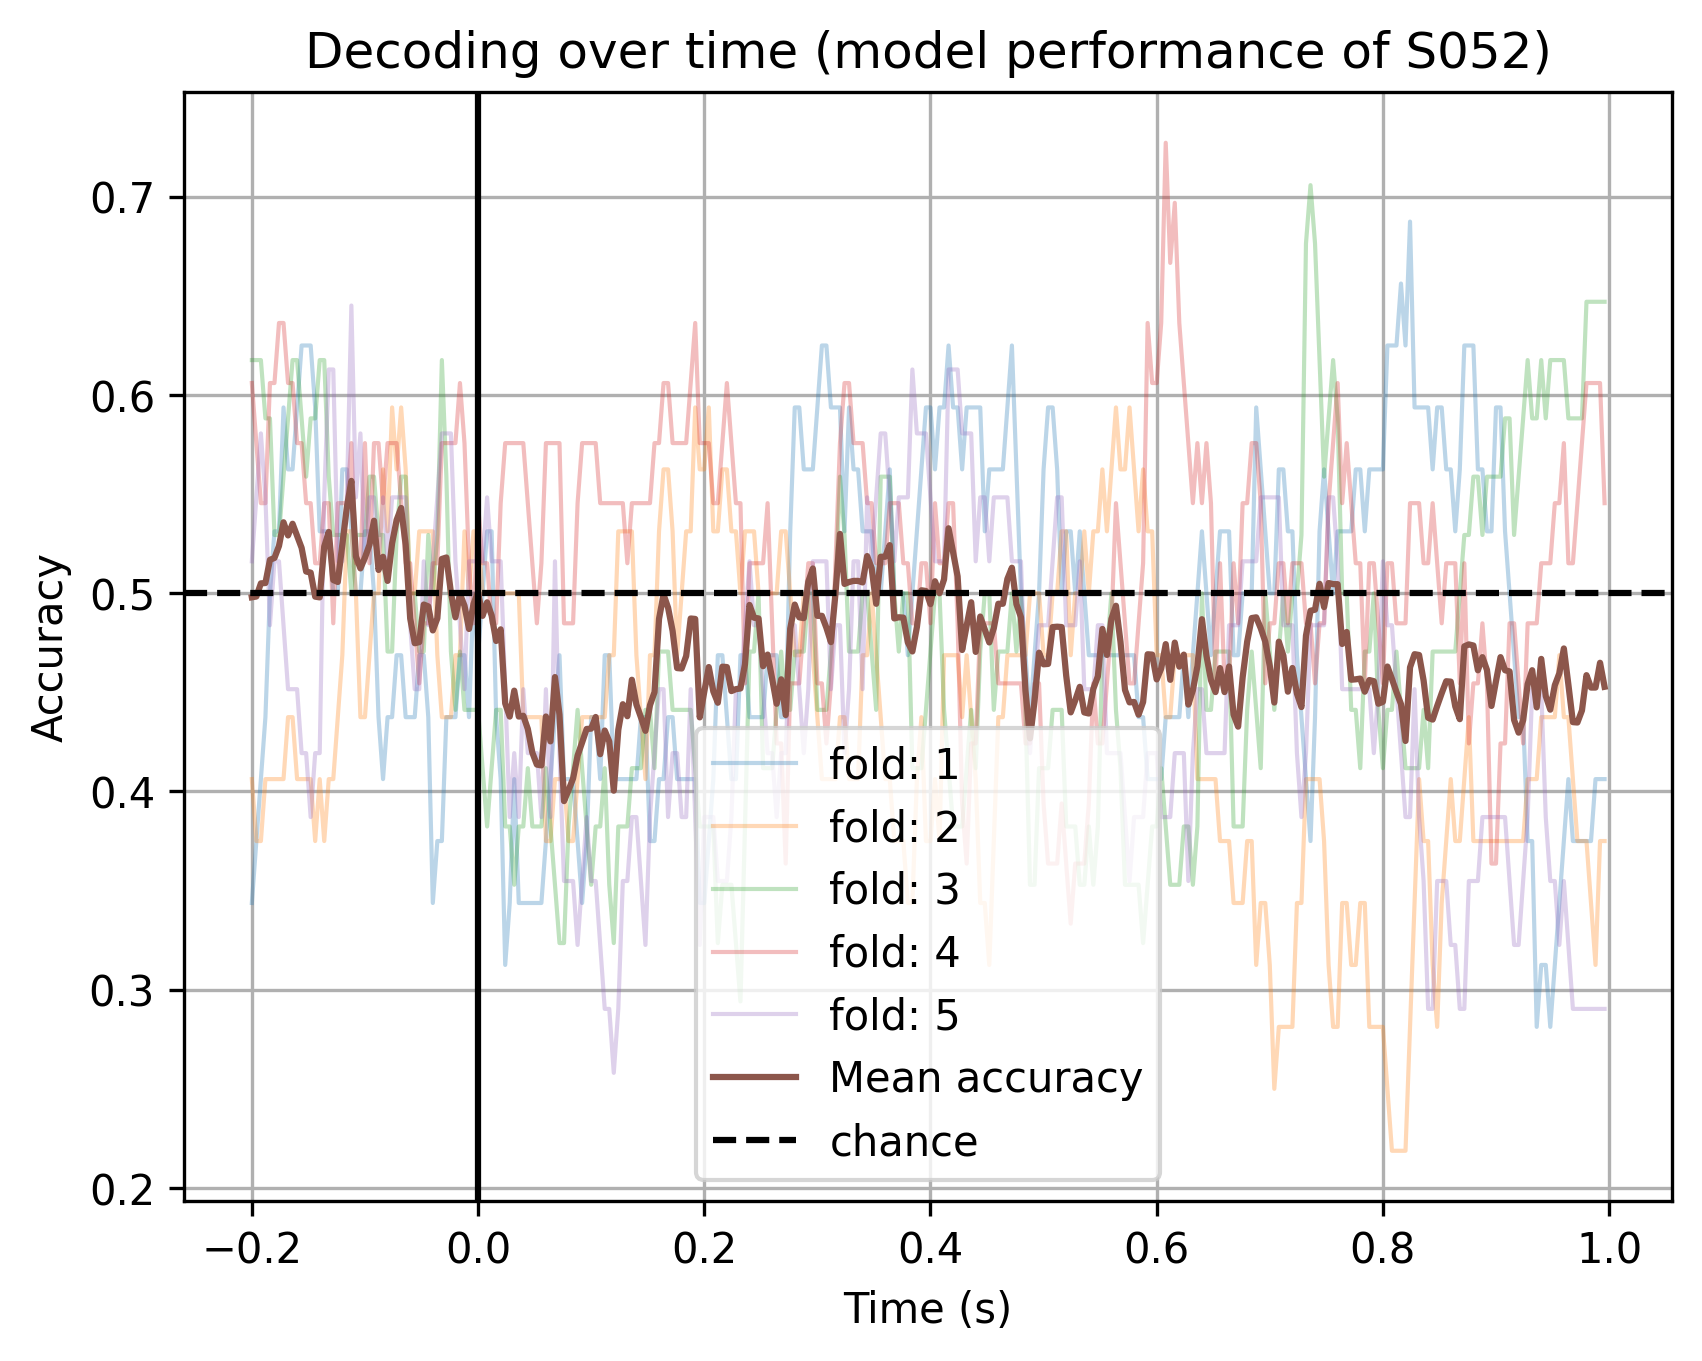 Decoding over time (model performance of S052)
Accuracy
0.7
0.6
0.5
0.4
0.3
0.2
fold: 1
fold: 2
fold: 3
fold: 4
fold: 5
Mean accuracy
chance
−0.2 0.0 0.2 0.4 0.6 0.8 1.0
Time (s)